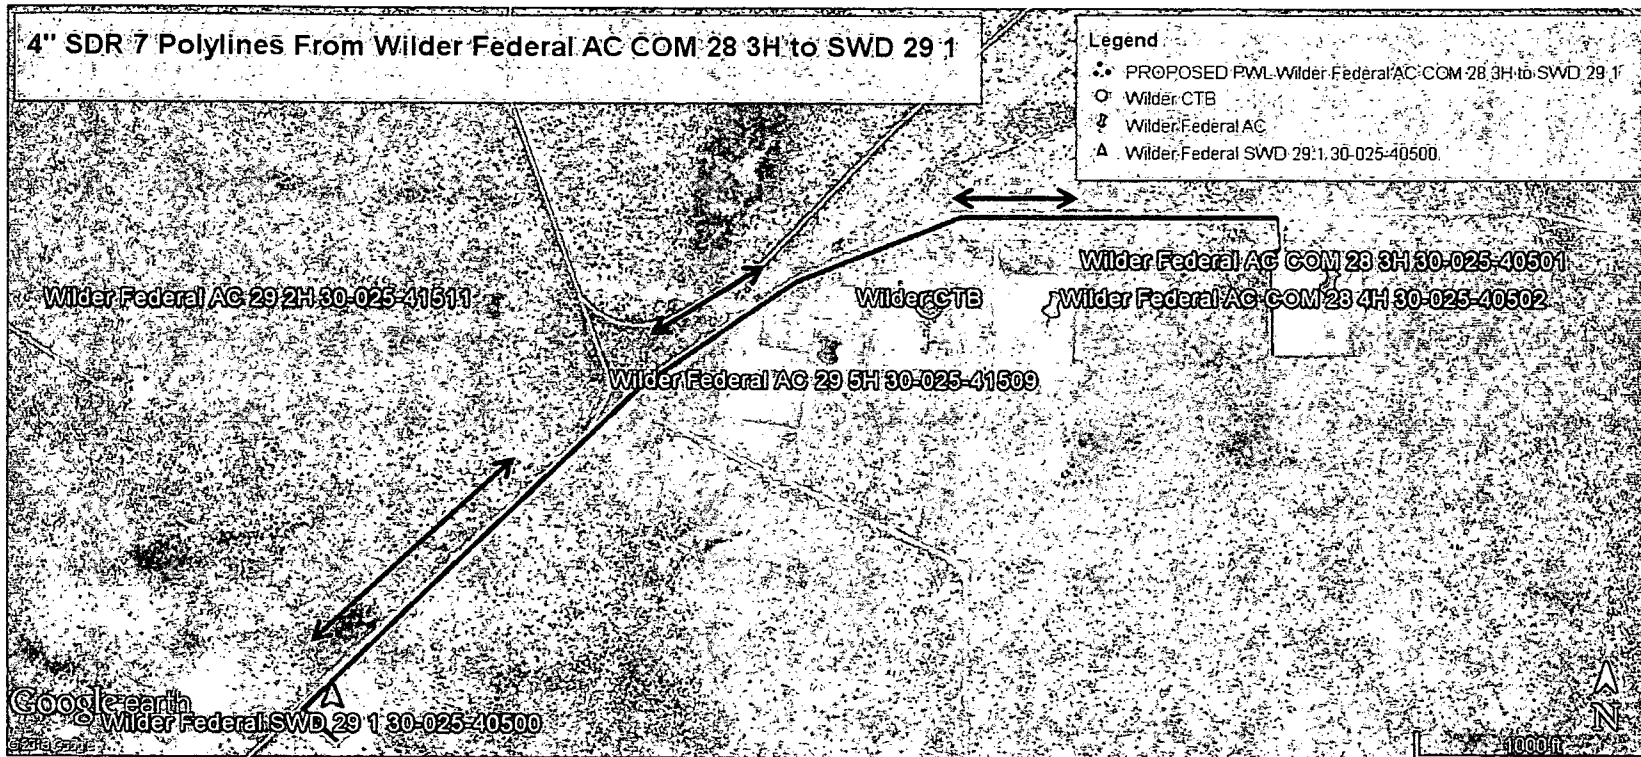 4" SDR 7 Polylines From Wilder Federal AC COM 28 3H to SWD 29 1
Legend
PROPOSED PWL Wilder Federal AC COM 28 3H to SWD 29 1
Wilder CTB
Wilder Federal AC
Wilder Federal SWD 29 1 30-025-40500
Wilder Federal AC COM 28 3H 30-025-40501
Wilder Federal AC 29 2H 30-025-41511
Wilder CTB
Wilder Federal AC COM 28 4H 30-025-40502
Wilder Federal AC 29 5H 30-025-41509
Google earth
Wilder Federal SWD 29 1 30-025-40500
N
1000 ft